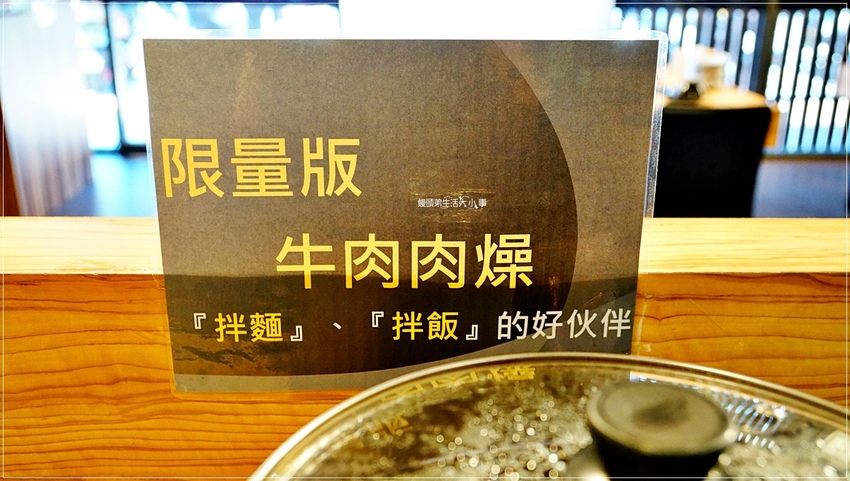 限量版
饅頭弟生活大小事
牛肉肉燥
『拌麵』、『拌飯』的好伙伴